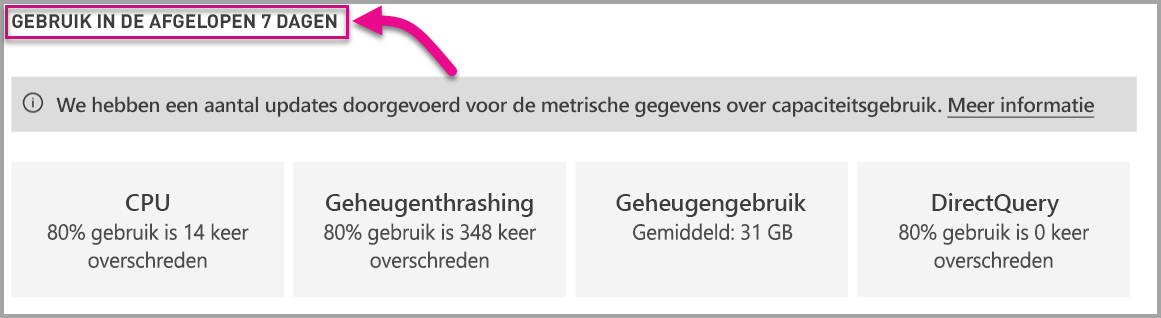 GEBRUIK IN DE AFGELOPEN 7 DAGEN
We hebben een aantal updates doorgevoerd voor de metrische gegevens over capaciteitsgebruik. Meer informatie
CPU
80% gebruik is 14 keer
overschreden
Geheugenthrashing
80% gebruik is 348 keer
overschreden
Geheugengebruik
Gemiddeld: 31 GB
DirectQuery
80% gebruik is 0 keer
overschreden